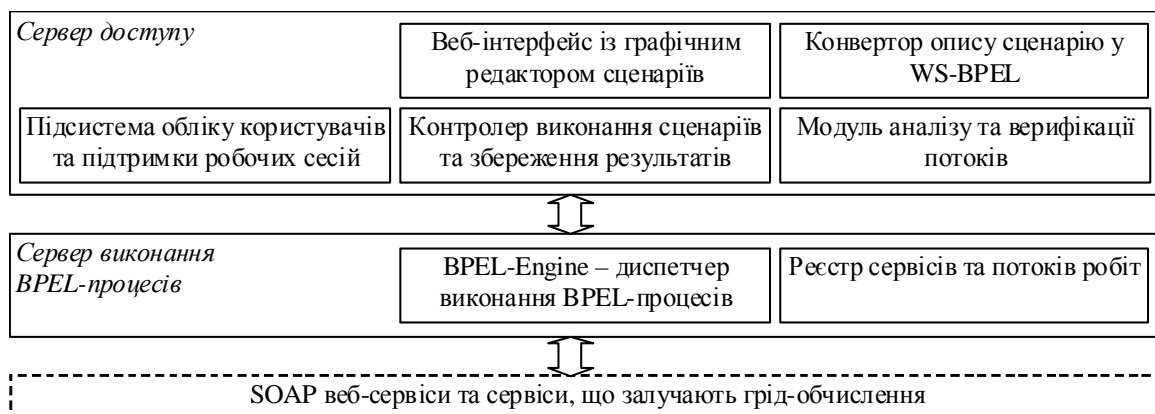 Сервер доступу
Веб-інтерфейс із графічним
редактором сценаріїв
Конвертор опису сценарію у
WS-BPEL
Підсистема обліку користувачів
та підтримки робочих сесій
Контролер виконання сценаріїв
та збереження результатів
Модуль аналізу та верифікації
потоків
Сервер виконання
BPEL-процесів
BPEL-Engine – диспетчер
виконання BPEL-процесів
Реєстр сервісів та потоків робіт
SOAP веб-сервіси та сервіси, що залучають грід-обчислення